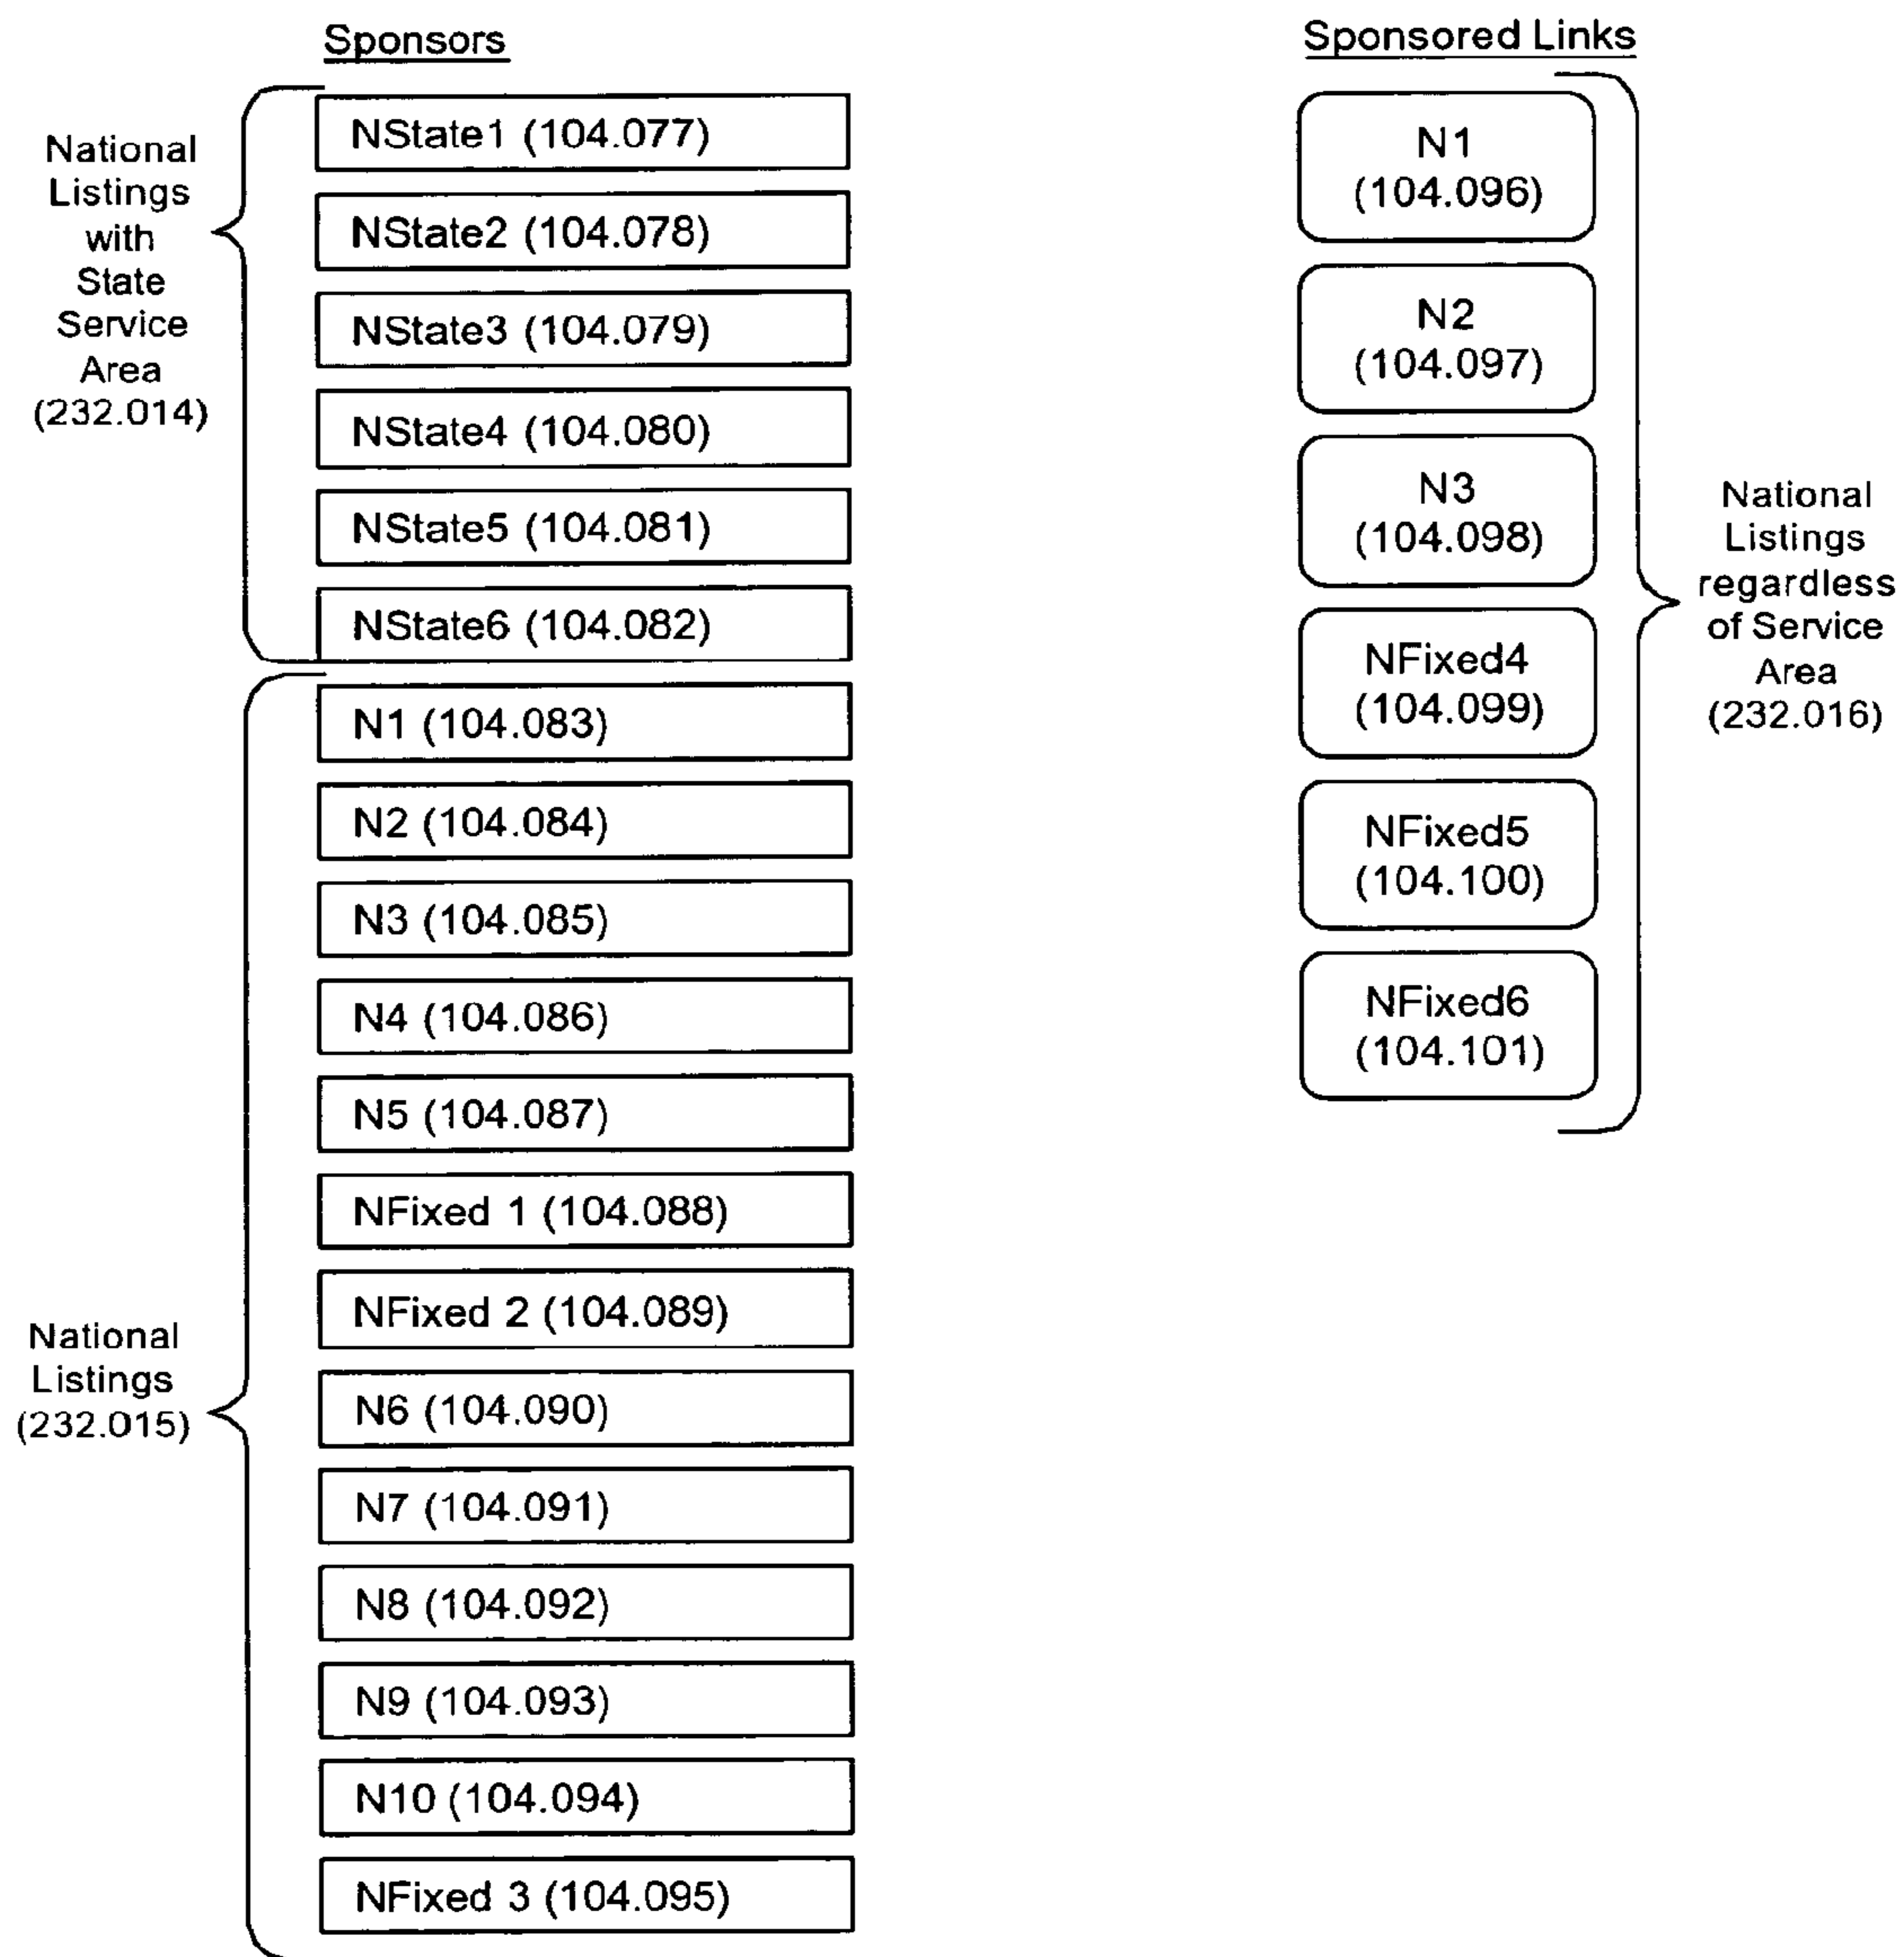 Sponsors
National
Listings
with
State
Service
Area
(232.014)
NState1 (104.077)
NState2 (104.078)
NState3 (104.079)
NState4 (104.080)
NState5 (104.081)
NState6 (104.082)
National
Listings
(232.015)
N1 (104.083)
N2 (104.084)
N3 (104.085)
N4 (104.086)
N5 (104.087)
NFixed 1 (104.088)
NFixed 2 (104.089)
N6 (104.090)
N7 (104.091)
N8 (104.092)
N9 (104.093)
N10 (104.094)
NFixed 3 (104.095)
Sponsored Links
N1
(104.096)
N2
(104.097)
N3
(104.098)
NFixed4
(104.099)
NFixed5
(104.100)
NFixed6
(104.101)
National
Listings
regardless
of Service
Area
(232.016)